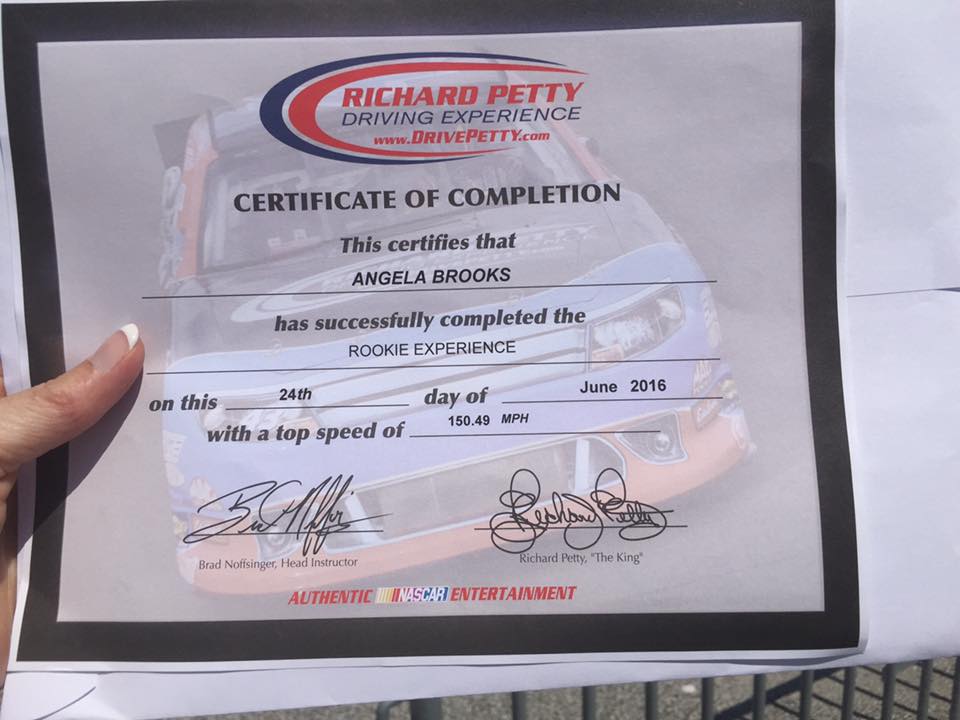 RICHARD PETTY
DRIVING EXPERIENCE
www.DRIVEPETTY.com
CERTIFICATE OF COMPLETION
This certifies that
ANGELA BROOKS
has successfully completed the
ROOKIE EXPERIENCE
on this 24th day of June 2016
with a top speed of 150.49 MPH
Brad Noffsinger, Head Instructor
Richard Petty
Richard Petty, "The King"
AUTHENTIC NASCAR ENTERTAINMENT